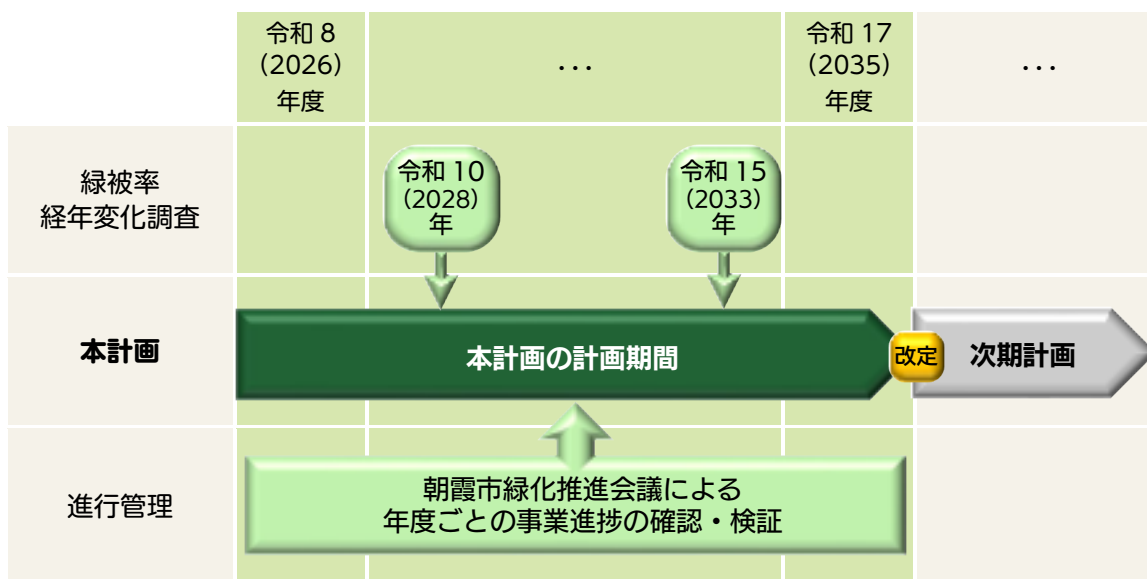 令和 8
（2026）
年度
･･･
令和 17
（2035）
年度
･･･
緑被率
経年変化調査
令和 10
（2028）
年
令和 15
（2033）
年
本計画
本計画の計画期間
改定
次期計画
進行管理
朝霞市緑化推進会議による
年度ごとの事業進捗の確認・検証